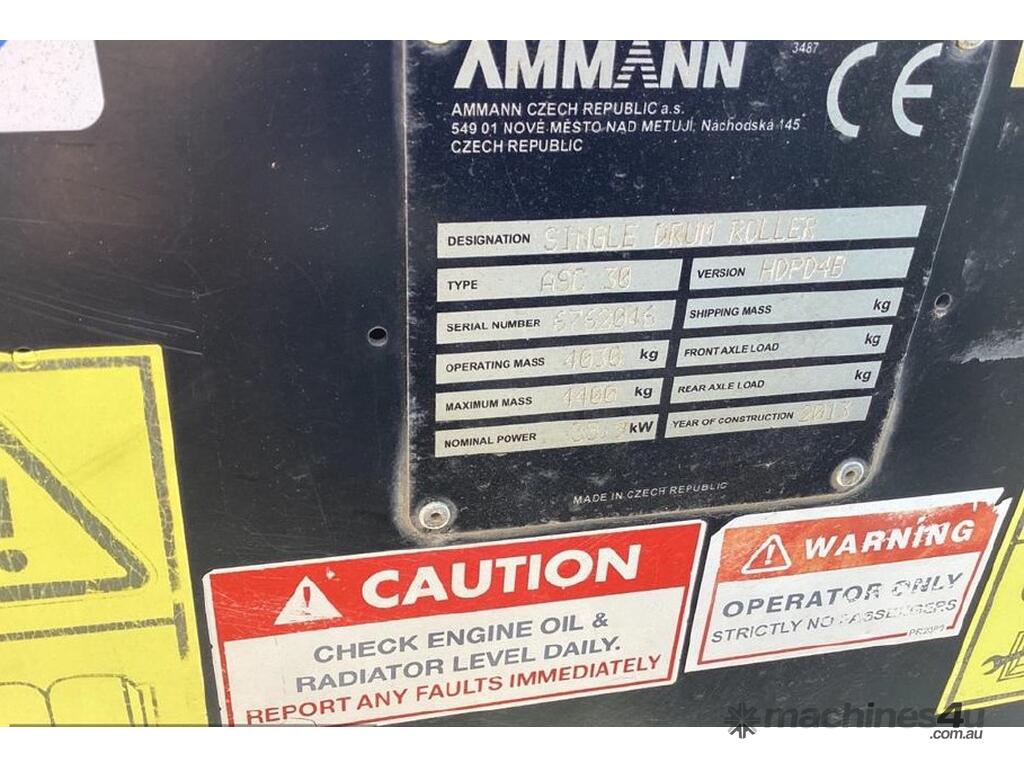 AMMANN
3487
CE
AMMANN CZECH REPUBLIC a.s.
549 01 NOVÉ MĚSTO NAD METUJÍ, Náchodská 145
CZECH REPUBLIC
DESIGNATION SINGLE DRUM ROLLER
TYPE ASC 30
VERSION HDPD4B
SERIAL NUMBER 6762046
SHIPPING MASS kg
OPERATING MASS 4030 kg
FRONT AXLE LOAD kg
MAXIMUM MASS 4400 kg
REAR AXLE LOAD kg
NOMINAL POWER kW
YEAR OF CONSTRUCTION 2013
MADE IN CZECH REPUBLIC
CAUTION
CHECK ENGINE OIL &
RADIATOR LEVEL DAILY.
REPORT ANY FAULTS IMMEDIATELY
WARNING
OPERATOR ONLY
STRICTLY NO PASSENGERS
machines4u
.com.au